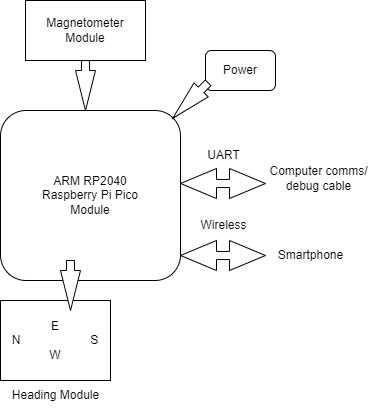 Magnetometer
Module
Power
UART
ARM RP2040
Raspberry Pi Pico
Module
Computer comms/
debug cable
Wireless
Smartphone
E
N S
W
Heading Module